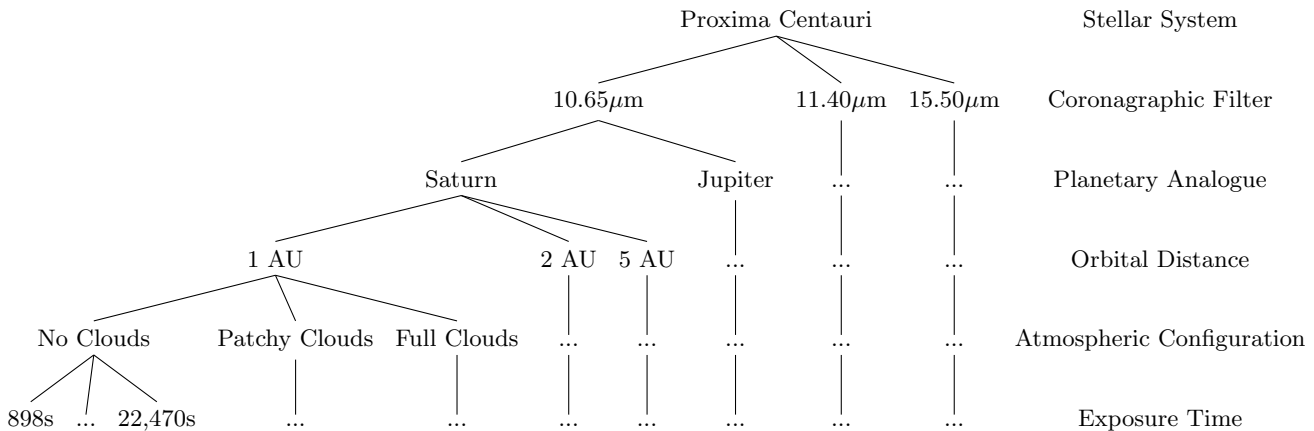 Proxima Centauri Stellar System
10.65μm 11.40μm 15.50μm Coronagraphic Filter
Saturn Jupiter ... ... Planetary Analogue
1 AU 2 AU 5 AU ... ... ... Orbital Distance
No Clouds Patchy Clouds Full Clouds ... ... ... ... ... Atmospheric Configuration
898s ... 22,470s ... ... ... ... ... ... ... Exposure Time